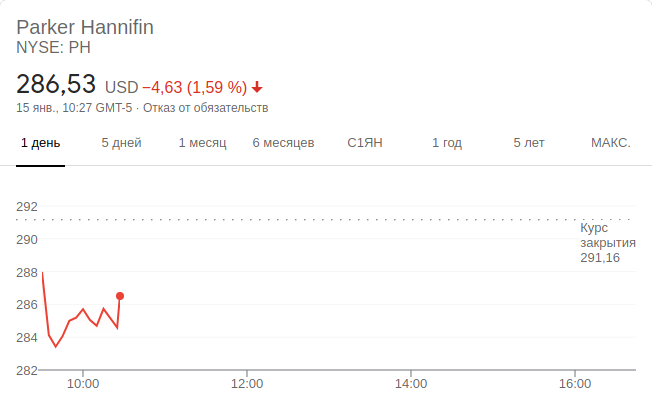 Parker Hannifin
NYSE: PH
286,53 USD −4,63 (1,59 %)
15 янв., 10:27 GMT-5 · Отказ от обязательств
1 день 5 дней 1 месяц 6 месяцев С1ЯН 1 год 5 лет МАКС.
292
290
288
286
284
282
Курс
закрытия
291,16
10:00 12:00 14:00 16:00